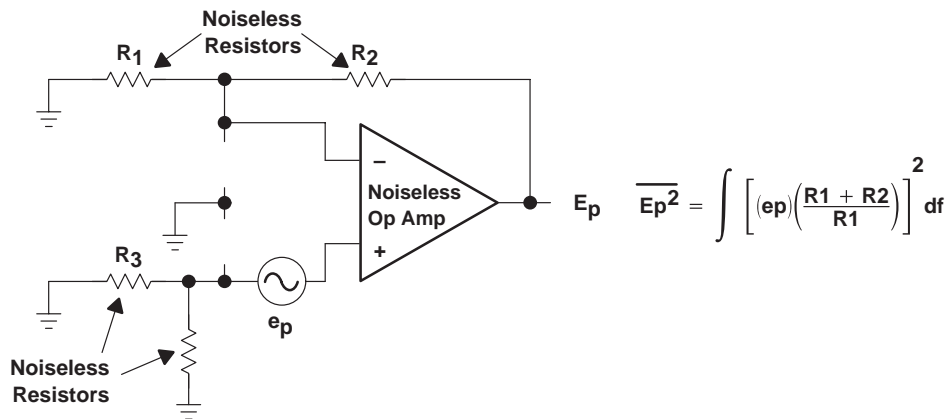 Noiseless
Resistors
R1
R2
−
Noiseless
Op Amp
+
Ep
Ep² = ∫ [(ep)(R1 + R2 / R1)]² df
R3
ep
Noiseless
Resistors